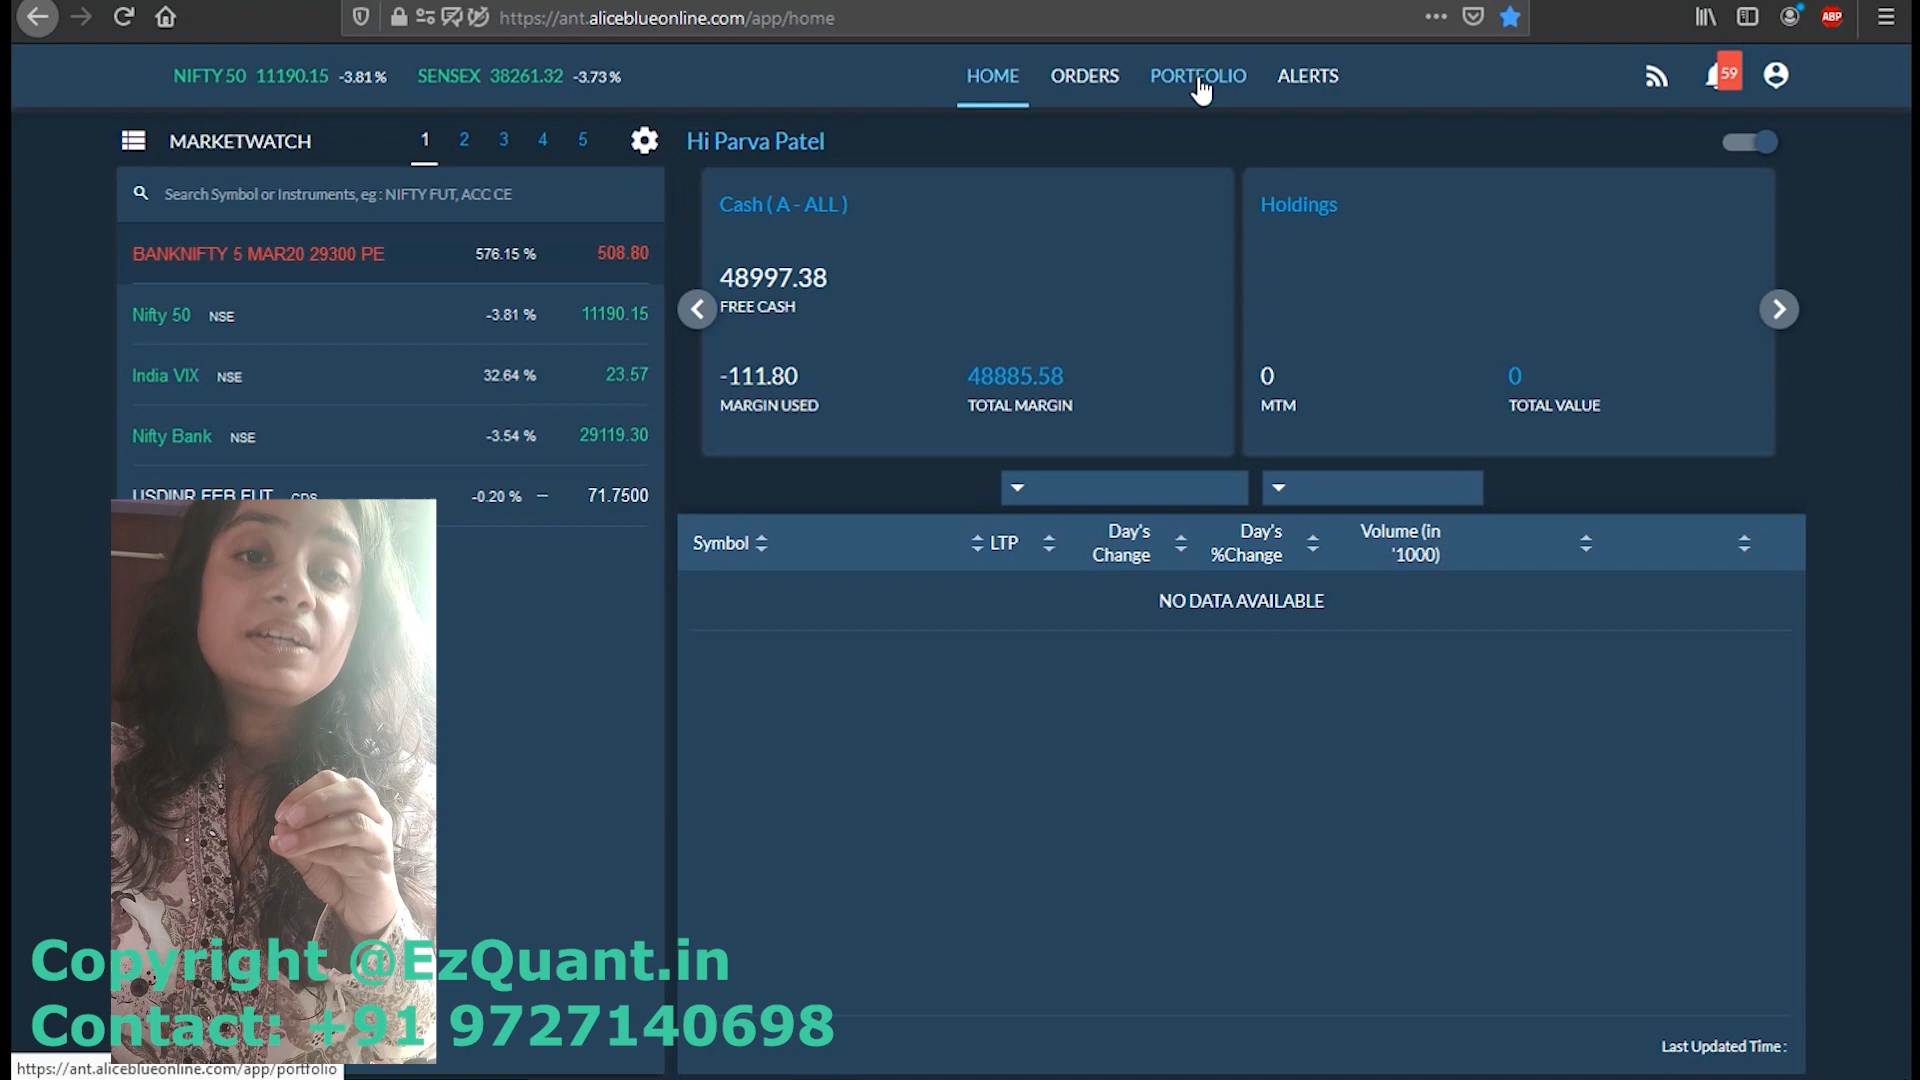 https://ant.aliceblueonline.com/app/home
ABP
NIFTY 50 11190.15 -3.81% SENSEX 38261.32 -3.73%
HOME ORDERS PORTFOLIO ALERTS
59
MARKETWATCH 1 2 3 4 5
Hi Parva Patel
Search Symbol or Instruments, eg : NIFTY FUT, ACC CE
BANKNIFTY 5 MAR20 29300 PE 576.15 % 508.80
Nifty 50 NSE -3.81 % 11190.15
India VIX NSE 32.64 % 23.57
Nifty Bank NSE -3.54 % 29119.30
USDINR FEB FUT CDS -0.20 % – 71.7500
Cash ( A - ALL )
48997.38
FREE CASH
-111.80 48885.58
MARGIN USED TOTAL MARGIN
Holdings
0 0
MTM TOTAL VALUE
Symbol LTP Day's Change Day's %Change Volume (in '1000)
NO DATA AVAILABLE
Copyright @EzQuant.in
Contact: +91 9727140698
Last Updated Time :
https://ant.aliceblueonline.com/app/portfolio